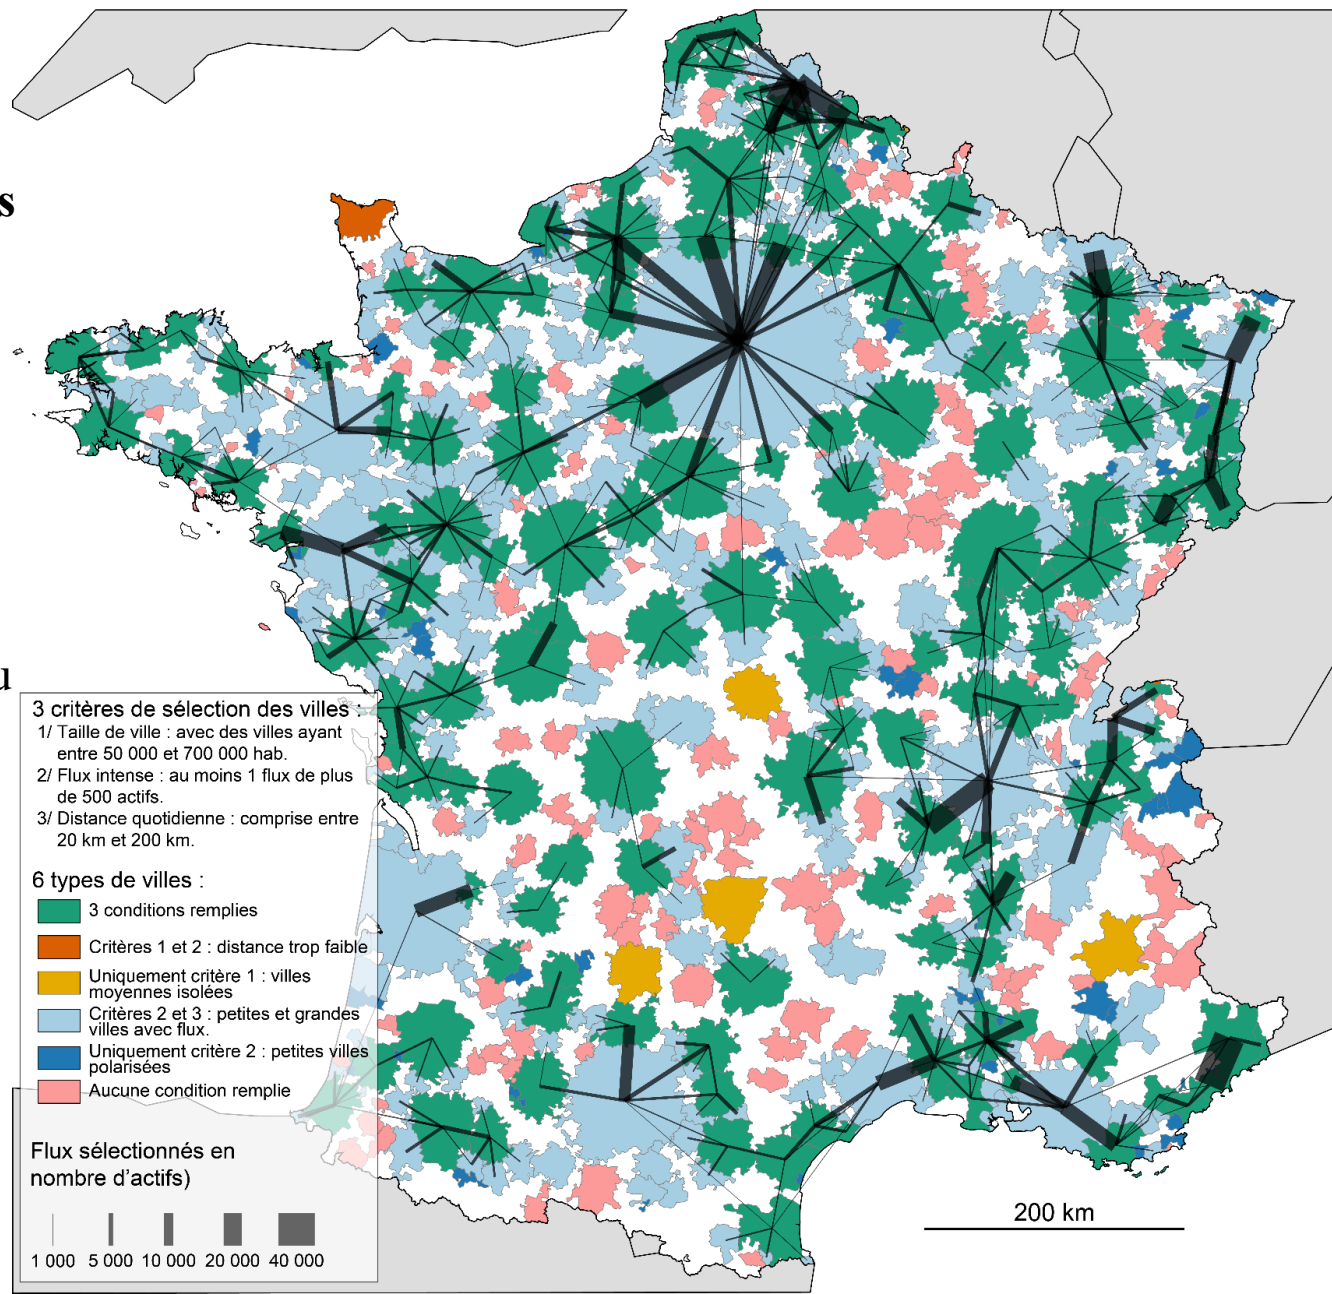 s
u
3 critères de sélection des villes :
1/ Taille de ville : avec des villes ayant
entre 50 000 et 700 000 hab.
2/ Flux intense : au moins 1 flux de plus
de 500 actifs.
3/ Distance quotidienne : comprise entre
20 km et 200 km.
6 types de villes :
3 conditions remplies
Critères 1 et 2 : distance trop faible
Uniquement critère 1 : villes
moyennes isolées
Critères 2 et 3 : petites et grandes
villes avec flux.
Uniquement critère 2 : petites villes
polarisées
Aucune condition remplie
Flux sélectionnés en
nombre d'actifs)
1 000 5 000 10 000 20 000 40 000
200 km